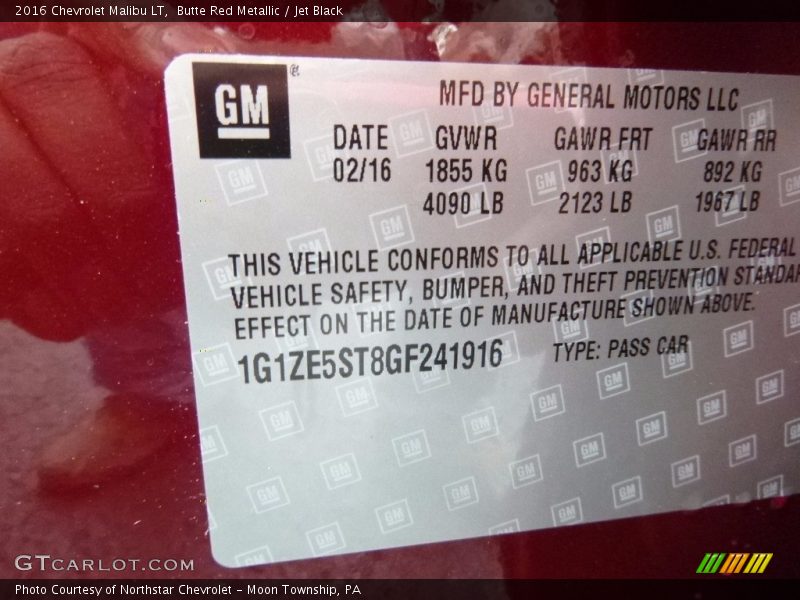 2016 Chevrolet Malibu LT,  Butte Red Metallic / Jet Black
GM®
MFD BY GENERAL MOTORS LLC
DATE GVWR GAWR FRT GAWR RR
02/16 1855 KG 963 KG 892 KG
4090 LB 2123 LB 1967 LB
THIS VEHICLE CONFORMS TO ALL APPLICABLE U.S. FEDERAL
VEHICLE SAFETY, BUMPER, AND THEFT PREVENTION STANDAR
EFFECT ON THE DATE OF MANUFACTURE SHOWN ABOVE.
1G1ZE5ST8GF241916 TYPE: PASS CAR
GTCARLOT.COM
Photo Courtesy of Northstar Chevrolet - Moon Township, PA